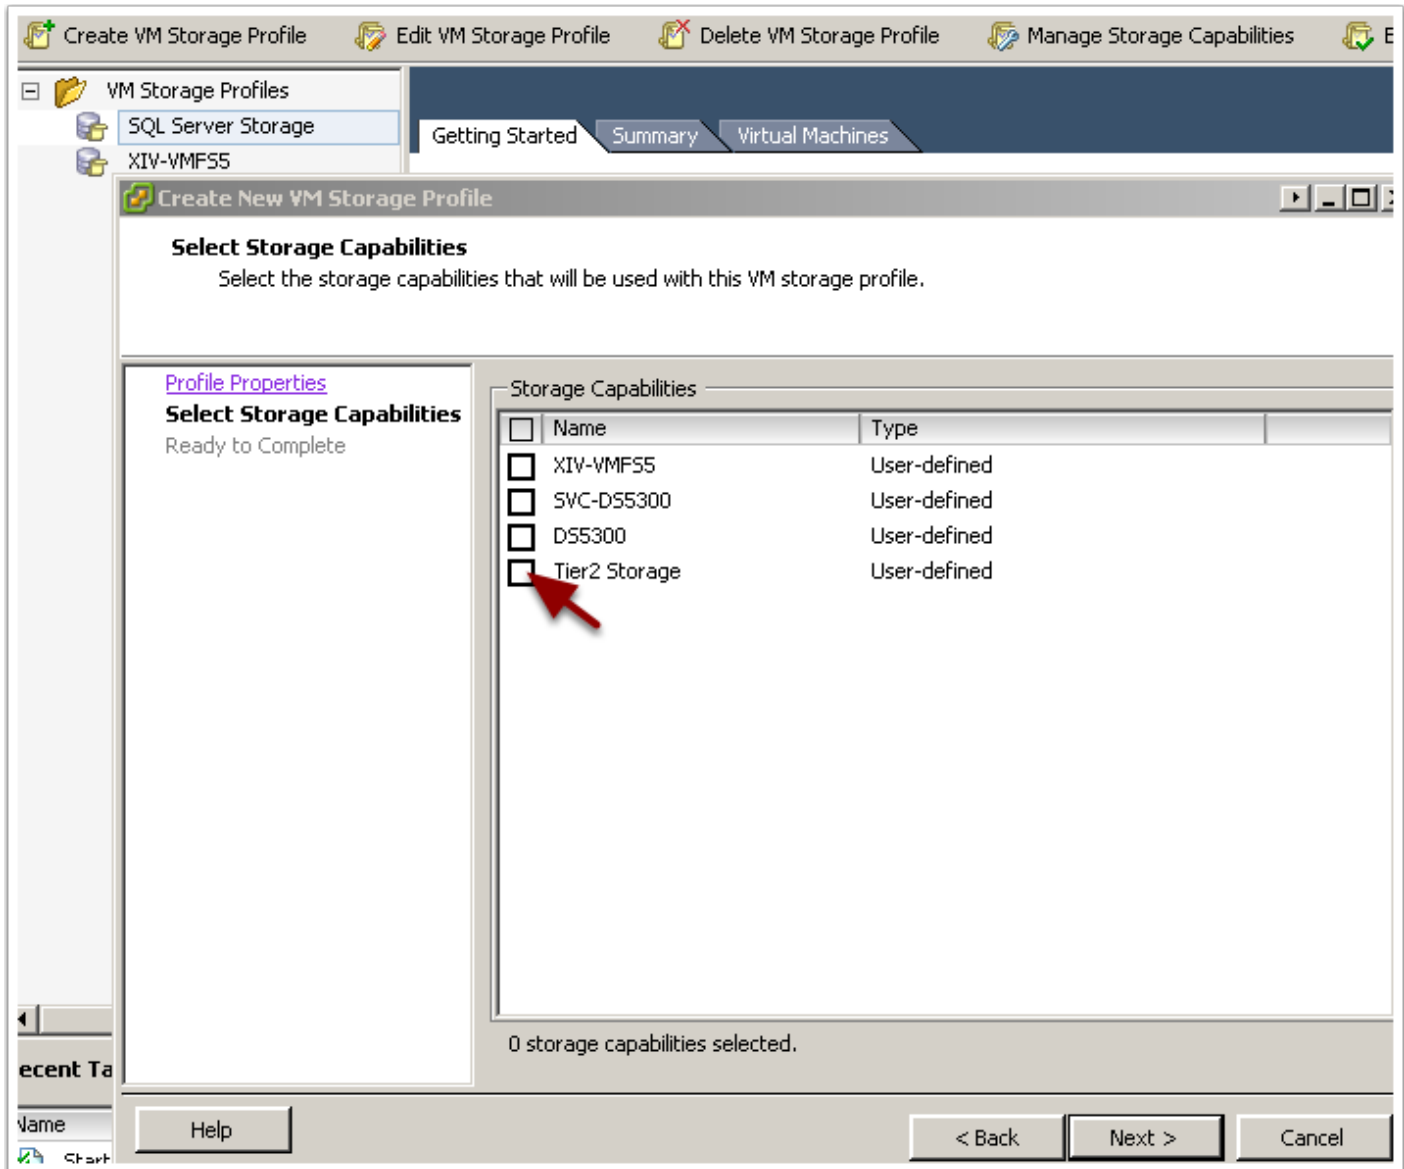 Create VM Storage Profile Edit VM Storage Profile Delete VM Storage Profile Manage Storage Capabilities E
VM Storage Profiles
SQL Server Storage
XIV-VMFS5
Getting Started Summary Virtual Machines
Create New VM Storage Profile
Select Storage Capabilities
Select the storage capabilities that will be used with this VM storage profile.
Profile Properties
Select Storage Capabilities
Ready to Complete
Storage Capabilities
Name Type
XIV-VMFS5 User-defined
SVC-DS5300 User-defined
DS5300 User-defined
Tier2 Storage User-defined
0 storage capabilities selected.
ecent Ta
Name
Start
Help < Back Next > Cancel